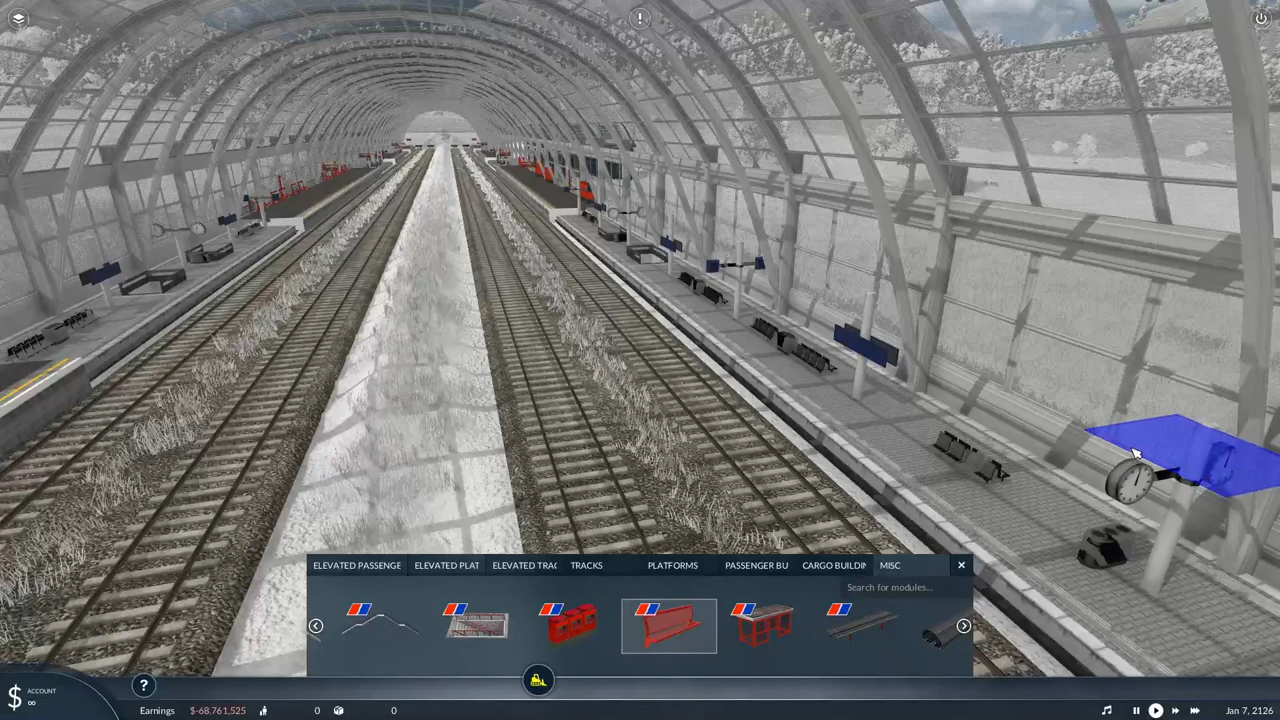 ELEVATED PASSENGE ELEVATED PLAT ELEVATED TRAC TRACKS PLATFORMS PASSENGER BU CARGO BUILDIN MISC
Search for modules...
$ ACCOUNT
∞
?
Earnings $-68,761,525 0 0 Jan 7, 2126